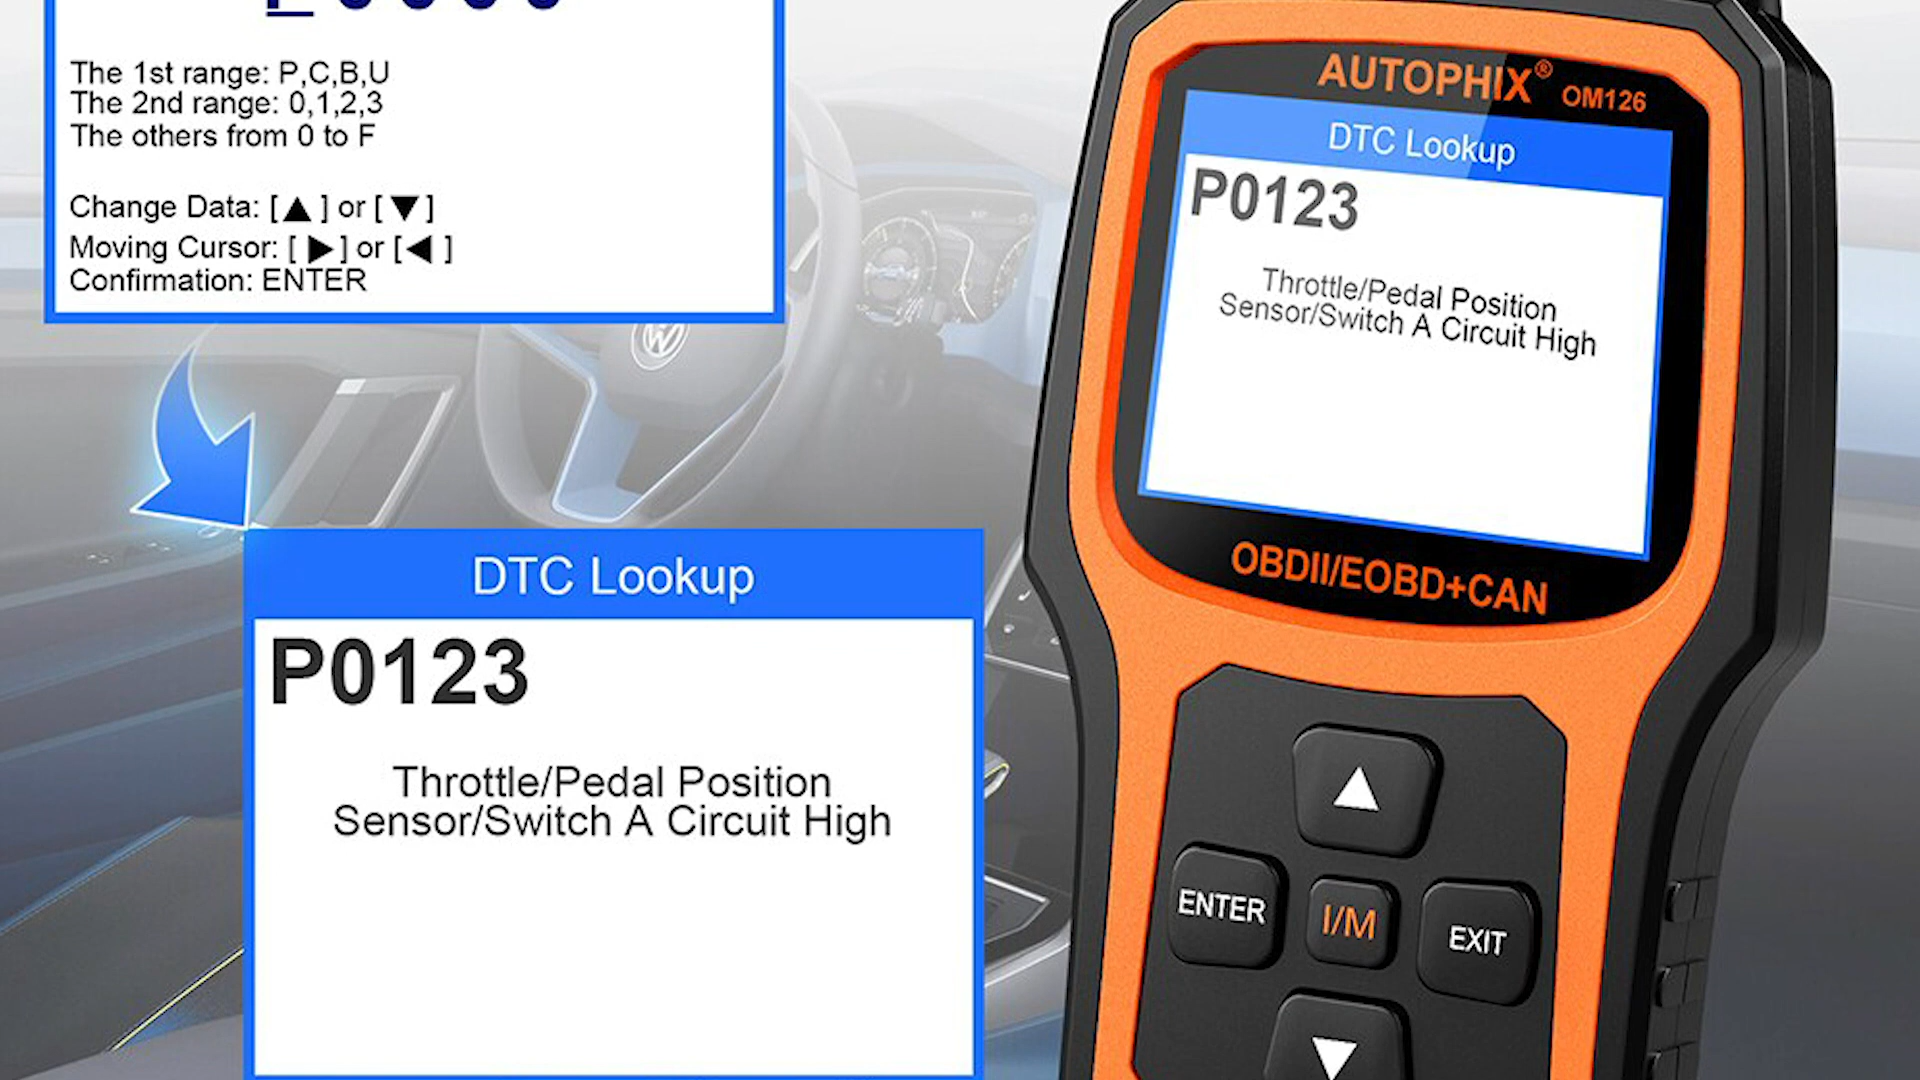 The 1st range: P,C,B,U
The 2nd range: 0,1,2,3
The others from 0 to F
Change Data: [▲] or [▼]
Moving Cursor: [▶] or [◀]
Confirmation: ENTER
DTC Lookup
P0123
Throttle/Pedal Position
Sensor/Switch A Circuit High
AUTOPHIX® OM126
DTC Lookup
P0123
Throttle/Pedal Position
Sensor/Switch A Circuit High
OBDII/EOBD+CAN
ENTER
I/M
EXIT